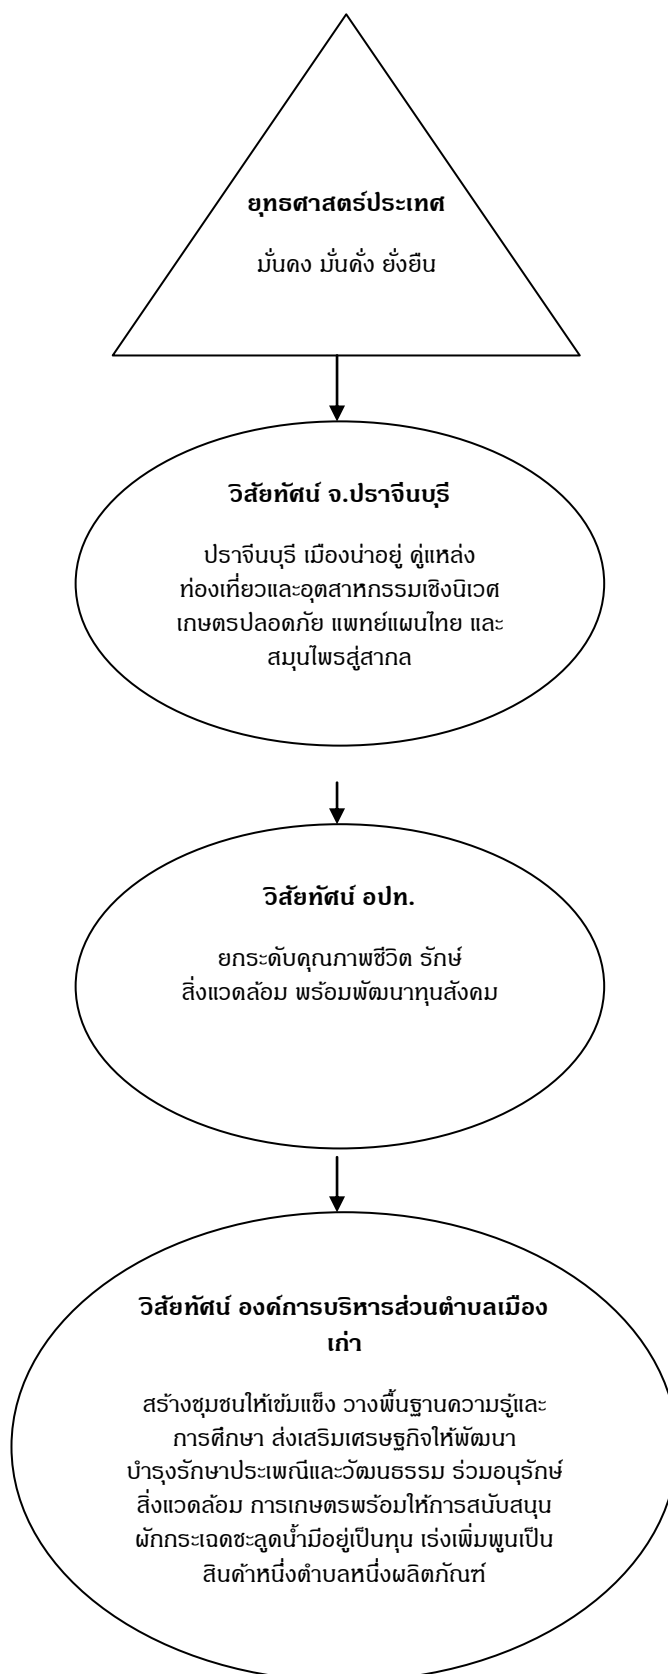 ยุทธศาสตร์ประเทศ
มั่นคง มั่นคั่ง ยั่งยืน
วิสัยทัศน์ จ.ปราจีนบุรี
ปราจีนบุรี เมืองน่าอยู่ คู่แหล่ง
ท่องเที่ยวและอุตสาหกรรมเชิงนิเวศ
เกษตรปลอดภัย แพทย์แผนไทย และ
สมุนไพรสู่สากล
วิสัยทัศน์ อปท.
ยกระดับคุณภาพชีวิต รักษ์
สิ่งแวดล้อม พร้อมพัฒนาทุนสังคม
วิสัยทัศน์ องค์การบริหารส่วนตำบลเมือง
เก่า
สร้างชุมชนให้เข้มแข็ง วางพื้นฐานความรู้และ
การศึกษา ส่งเสริมเศรษฐกิจให้พัฒนา
บำรุงรักษาประเพณีและวัฒนธรรม ร่วมอนุรักษ์
สิ่งแวดล้อม การเกษตรพร้อมให้การสนับสนุน
ผักกระเฉดชะลูดน้ำมีอยู่เป็นทุน เร่งเพิ่มพูนเป็น
สินค้าหนึ่งตำบลหนึ่งผลิตภัณฑ์